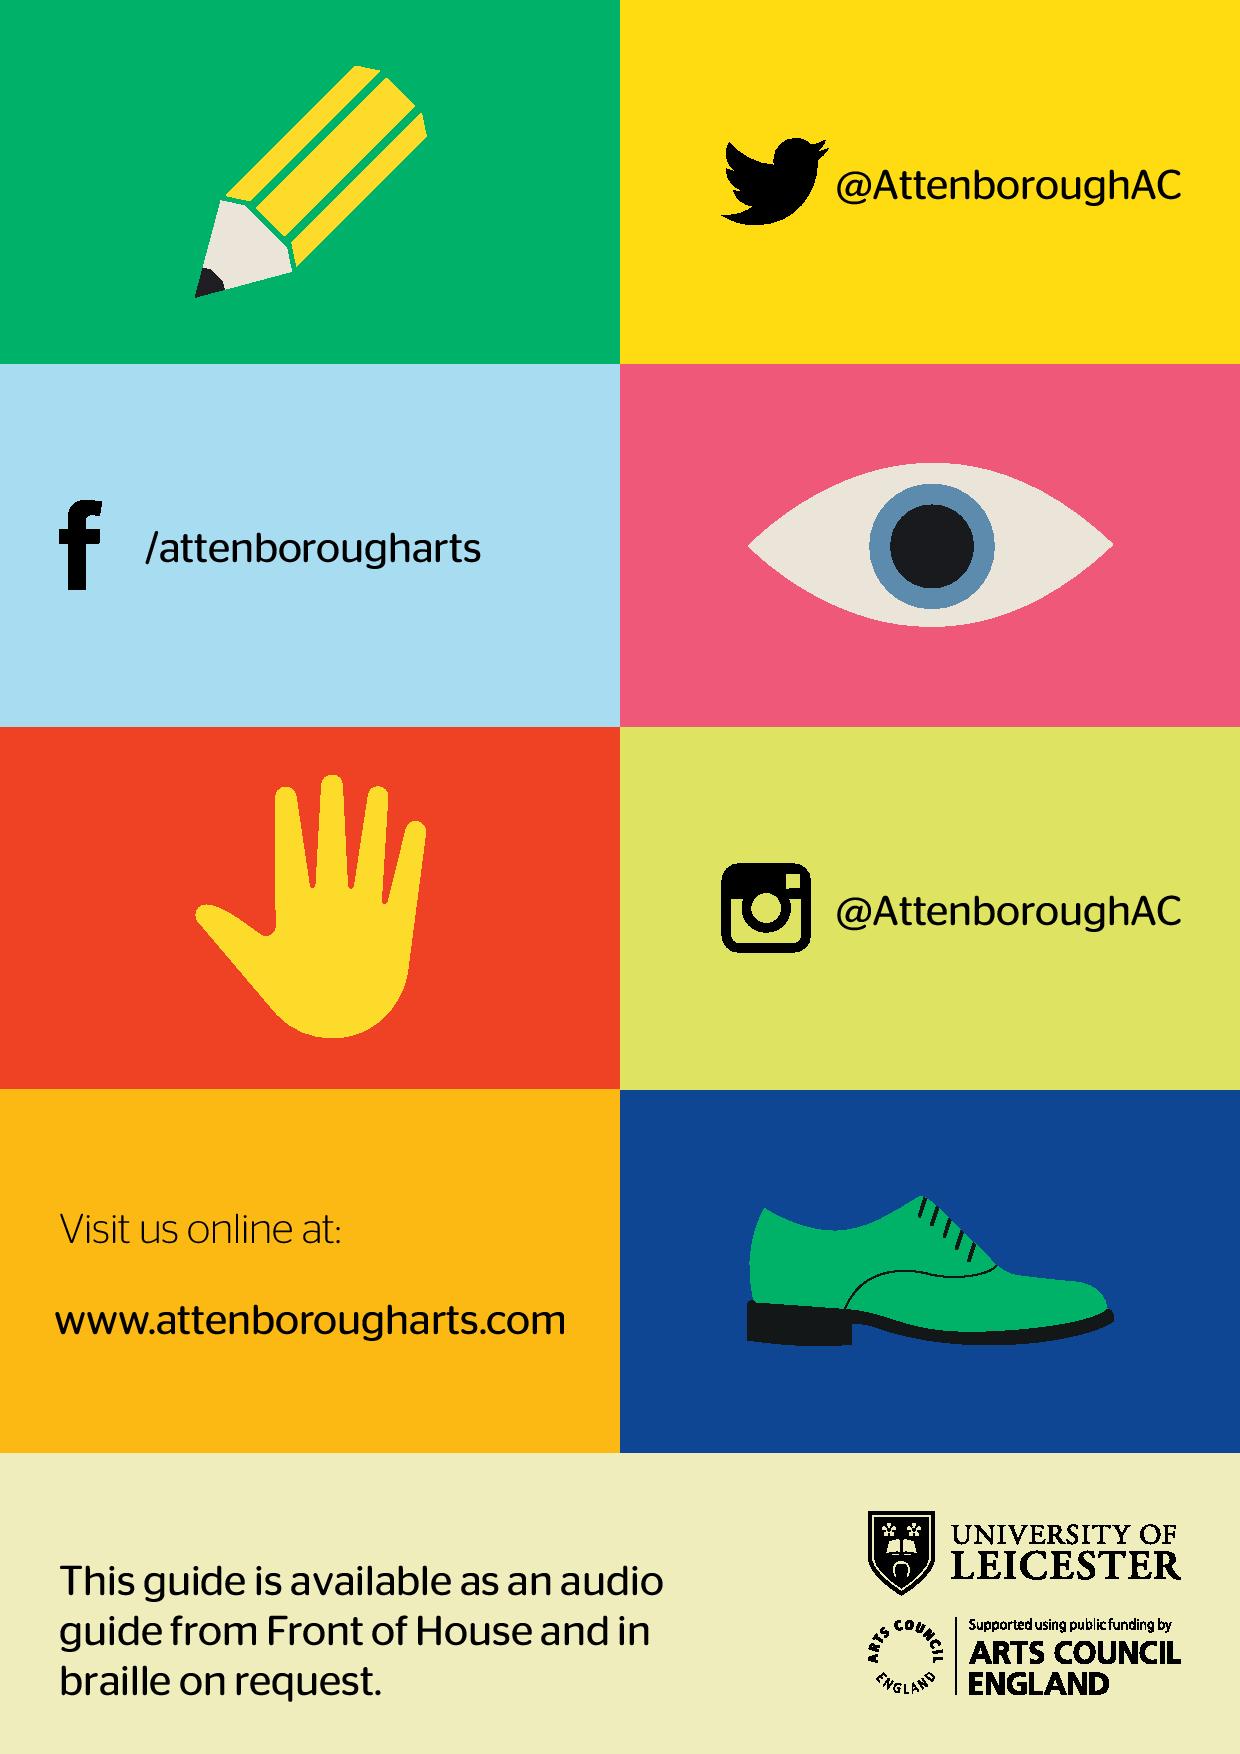 @AttenboroughAC
/attenborougharts
@AttenboroughAC
Visit us online at:
www.attenborougharts.com
This guide is available as an audio
guide from Front of House and in
braille on request.
UNIVERSITY OF
LEICESTER
ARTS COUNCIL
ENGLAND
Supported using public funding by
ARTS COUNCIL
ENGLAND